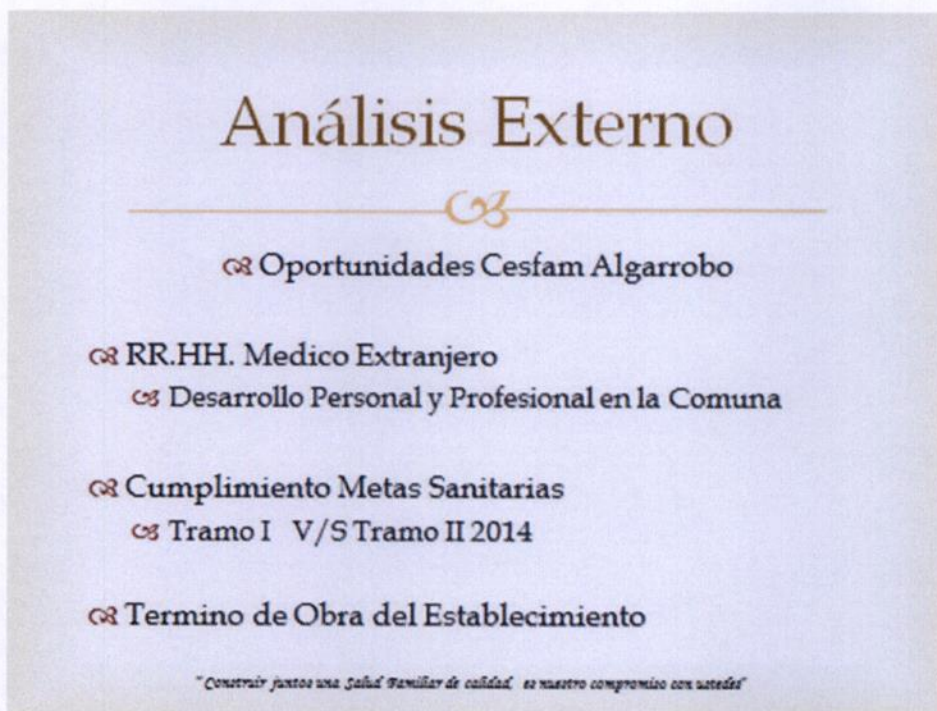 Análisis Externo
Oportunidades Cesfam Algarrobo
RR.HH. Medico Extranjero
Desarrollo Personal y Profesional en la Comuna
Cumplimiento Metas Sanitarias
Tramo I V/S Tramo II 2014
Termino de Obra del Establecimiento
"Construir juntos una Salud Familiar de calidad, es nuestro compromiso con ustedes"